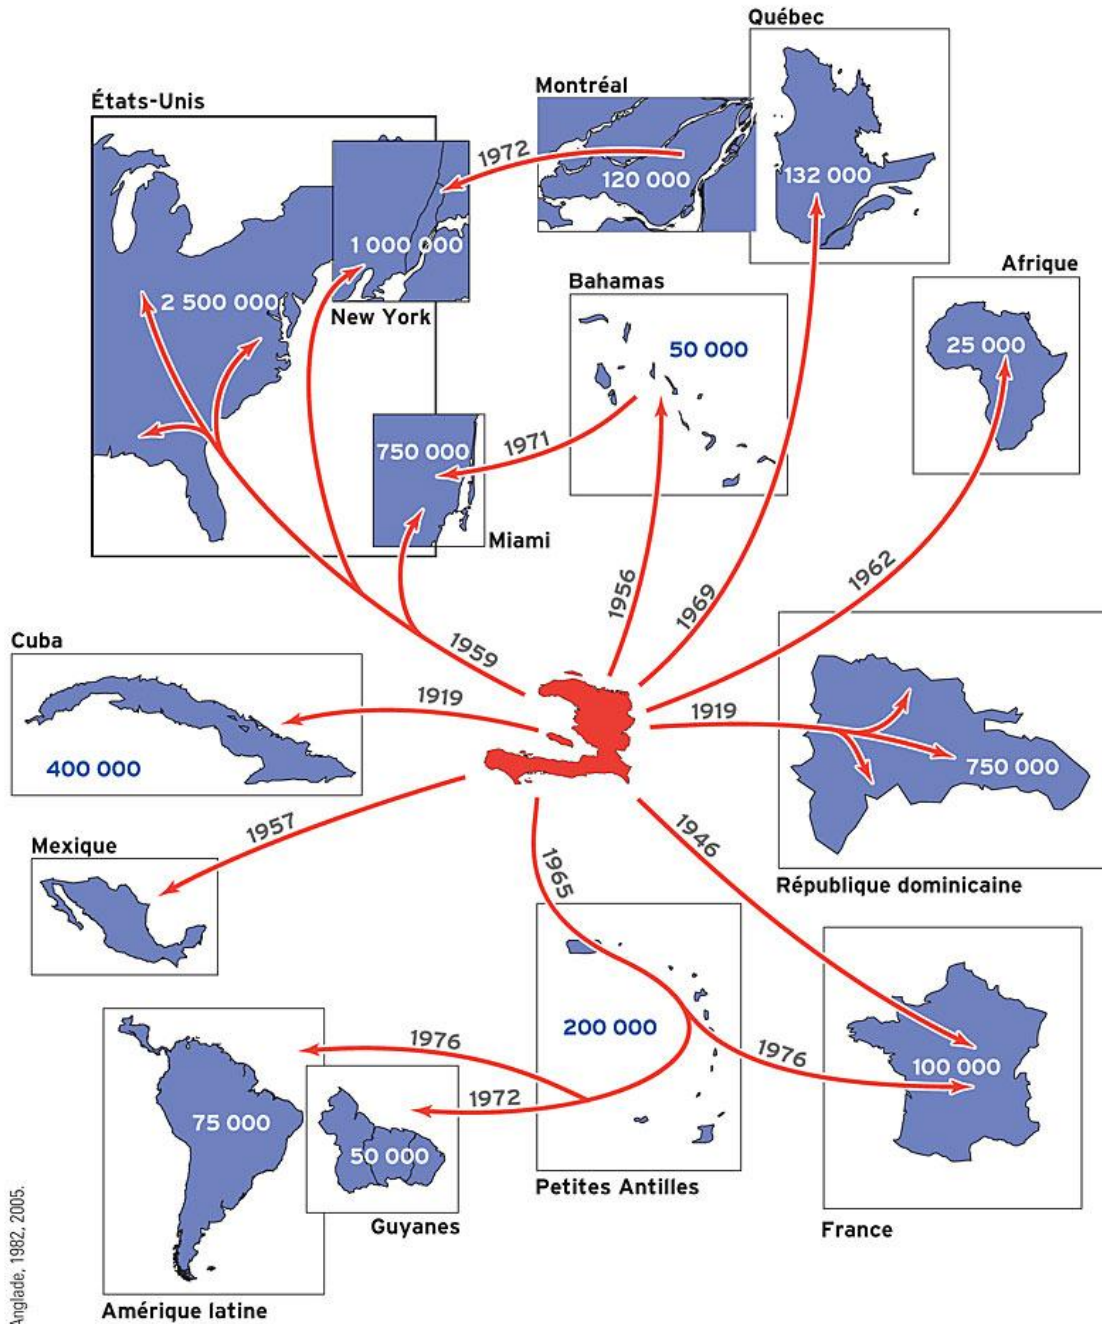 Québec
Montréal
États-Unis
1972
120 000
132 000
1 000 000
Afrique
Bahamas
2 500 000
New York
50 000
25 000
750 000
1971
Miami
1956
1969
1962
Cuba
1959
1919
1919
400 000
750 000
1957
1946
Mexique
1965
République dominicaine
200 000
1976
1976
100 000
1972
75 000
50 000
Petites Antilles
Guyanes
France
Amérique latine
Anglade, 1982, 2005.